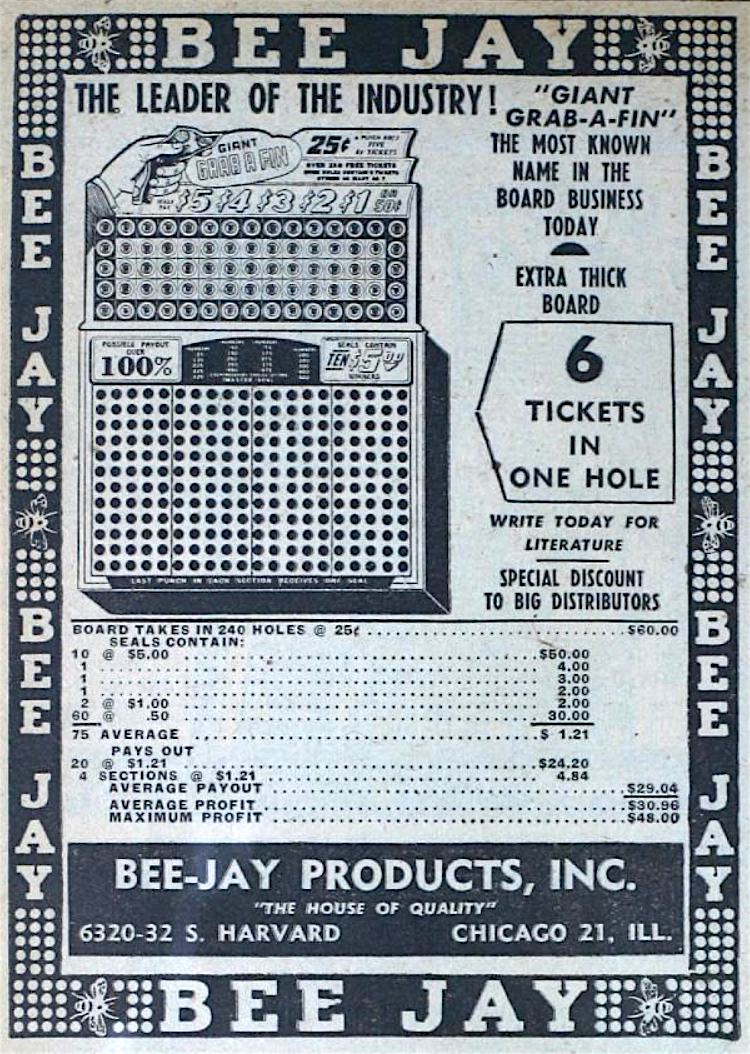 BEE JAY
THE LEADER OF THE INDUSTRY!
"GIANT
GRAB-A-FIN"
THE MOST KNOWN
NAME IN THE
BOARD BUSINESS
TODAY
EXTRA THICK
BOARD
6
TICKETS
IN
ONE HOLE
WRITE TODAY FOR
LITERATURE
SPECIAL DISCOUNT
TO BIG DISTRIBUTORS
GIANT
GRAB A FIN
25¢
FIVE
TICKETS
OVER 250 FREE TICKETS
$5 $4 $3 $2 $1 OR 50¢
POSSIBLE PAYOUT
OVER
100%
SEALS CONTAIN
TEN $5.00
WINNERS
LAST PUNCH IN EACH SECTION RECEIVES ONE SEAL
BOARD TAKES IN 240 HOLES @ 25¢ $60.00
SEALS CONTAIN:
10 @ $5.00 $50.00
1 4.00
1 3.00
1 2.00
2 @ $1.00 2.00
60 @ .50 30.00
75 AVERAGE $ 1.21
PAYS OUT
20 @ $1.21 $24.20
4 SECTIONS @ $1.21 4.84
AVERAGE PAYOUT $29.04
AVERAGE PROFIT $30.96
MAXIMUM PROFIT $48.00
BEE-JAY PRODUCTS, INC.
"THE HOUSE OF QUALITY"
6320-32 S. HARVARD CHICAGO 21, ILL.
BEE JAY
BEE JAY
BEE JAY
BEE JAY
BEE JAY